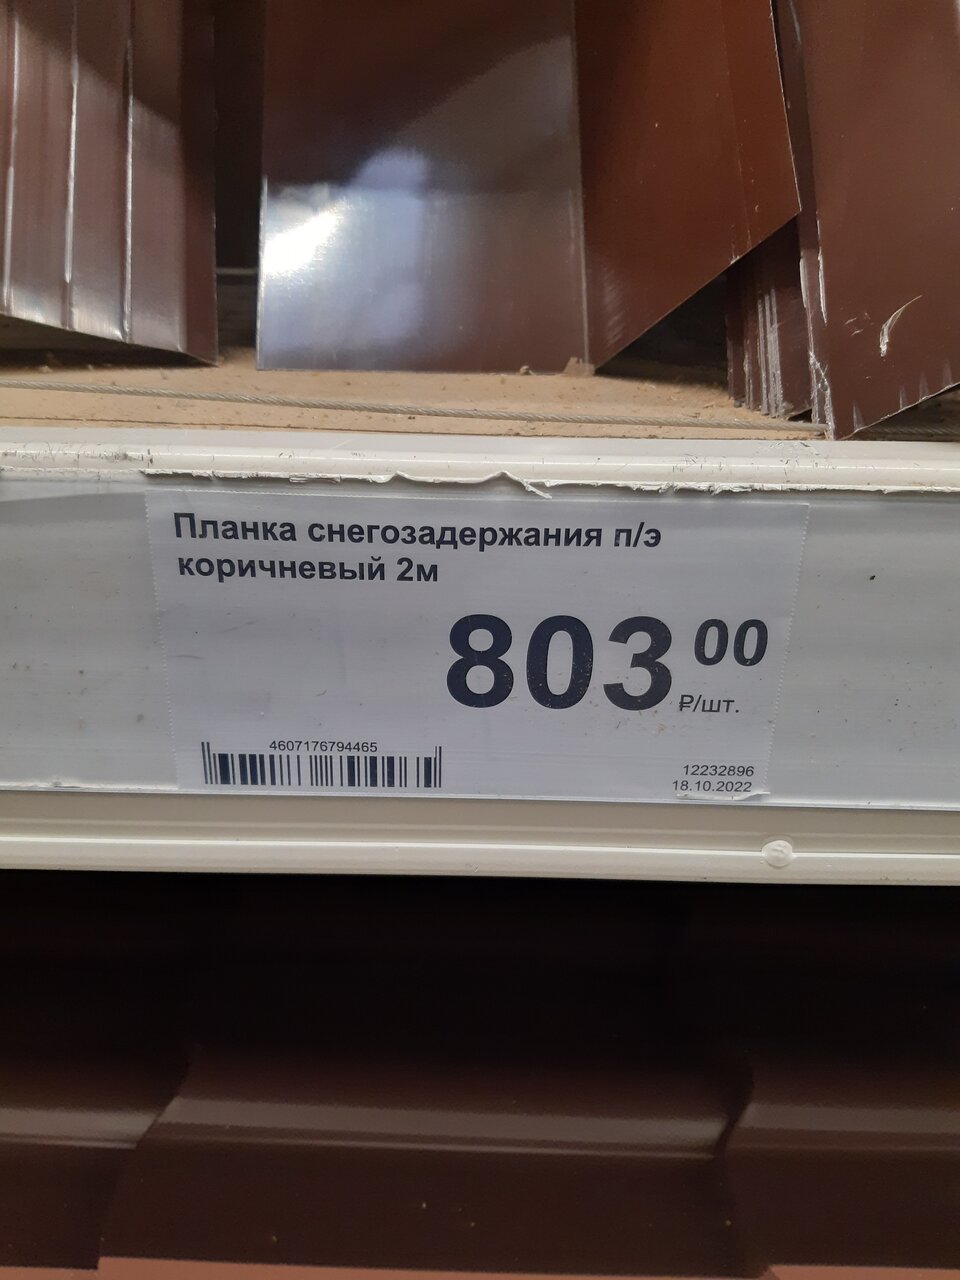 Планка снегозадержания п/э
коричневый 2м
803 00
₽/шт.
4607176794465
12232896
18.10.2022